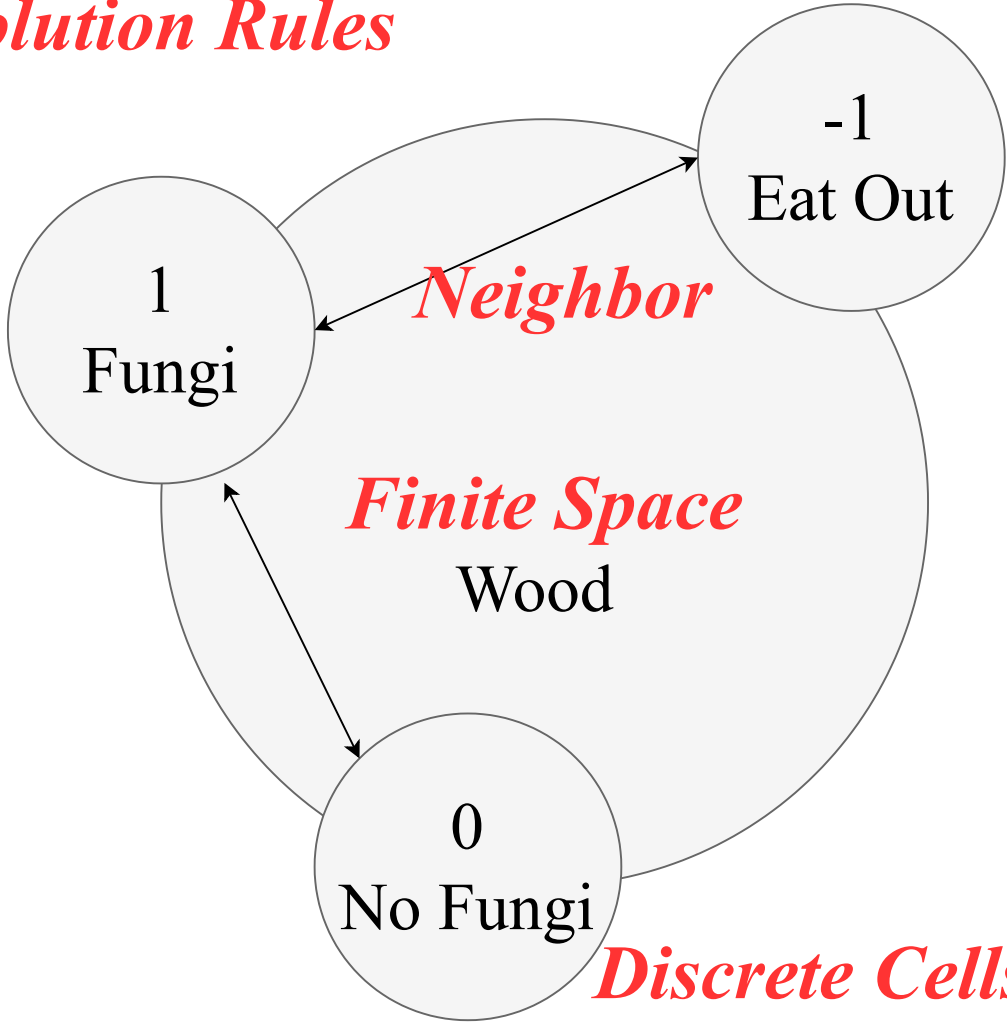 olution Rules
-1
Eat Out
1
Fungi
Neighbor
Finite Space
Wood
0
No Fungi
Discrete Cells